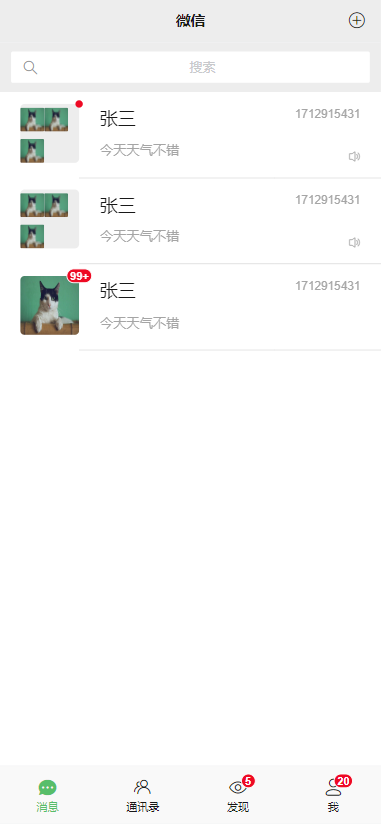 微信
搜索
张三
1712915431
今天天气不错
张三
1712915431
今天天气不错
99+
张三
1712915431
今天天气不错
5
20
消息
通讯录
发现
我